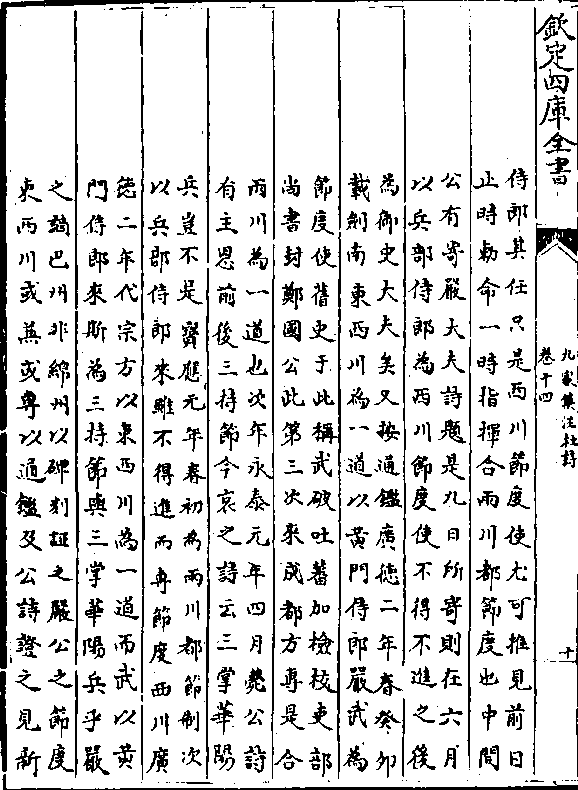 欽定四庫全書
九家集注杜詩
卷十四
十
侍郎其任只是西川節度使尤可推見前日
止時勅命一時指揮合兩川都節度也中間
公有寄嚴大夫詩題是九日所寄則在六月
以兵部侍郎為西川節度使不得不進之後
為御史大夫矣又按通鑑廣徳二年春癸卯
載劍南東西川為一道以黄門侍郎嚴武為
節度使舊史于此稱武破吐蕃加檢校吏部
尚書封鄭國公此第三次來成都方專是合
兩川為一道也次年永泰元年四月薨公詩
有主恩前後三持節今哀之詩云三掌華陽
兵豈不是寳應元年春初為兩川都節制次
以兵部侍郎來雖不得進而專節度西川廣
徳二年代宗方以東西川為一道而武以黄
門侍郎來斯為三持節與三掌華陽兵乎嚴
之謫巴州非綿州以碑刻証之嚴公之節度
東西川或兼或專以通鑑及公詩證之見新